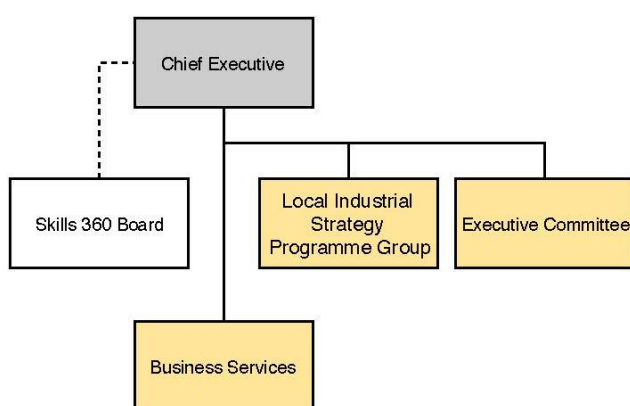 Chief Executive
Skills 360 Board
Local Industrial
Strategy
Programme Group
Executive Committee
Business Services